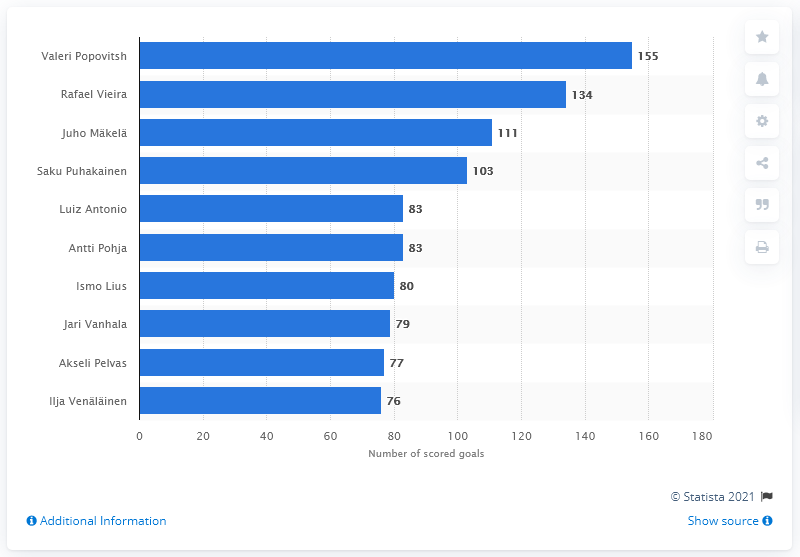 Valeri Popovitsh 155
Rafael Vieira 134
Juho Mäkelä 111
Saku Puhakainen 103
Luiz Antonio 83
Antti Pohja 83
Ismo Lius 80
Jari Vanhala 79
Akseli Pelvas 77
Ilja Venäläinen 76
0 20 40 60 80 100 120 140 160 180
Number of scored goals
© Statista 2021
Additional Information
Show source